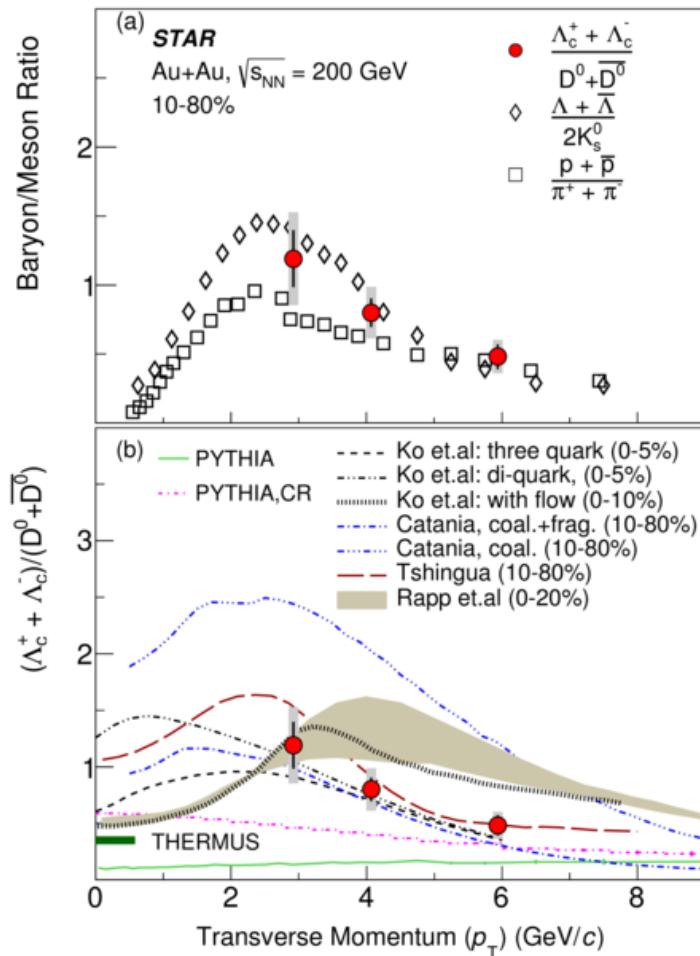 (a) STAR
Au+Au, √s_NN = 200 GeV
10-80%
Λ_c^+ + Λ_c^-
D^0+D̅^0̅
Λ + Λ̅
2K_s^0
p + p̅
π^+ + π^-
Baryon/Meson Ratio
2
1
(b)
PYTHIA
PYTHIA,CR
Ko et.al: three quark (0-5%)
Ko et.al: di-quark, (0-5%)
Ko et.al: with flow (0-10%)
Catania, coal.+frag. (10-80%)
Catania, coal. (10-80%)
Tshingua (10-80%)
Rapp et.al (0-20%)
(Λ_c^+ + Λ_c^-)/(D^0+D̅^0̅)
3
2
1
THERMUS
0 2 4 6 8
Transverse Momentum (p_T) (GeV/c)